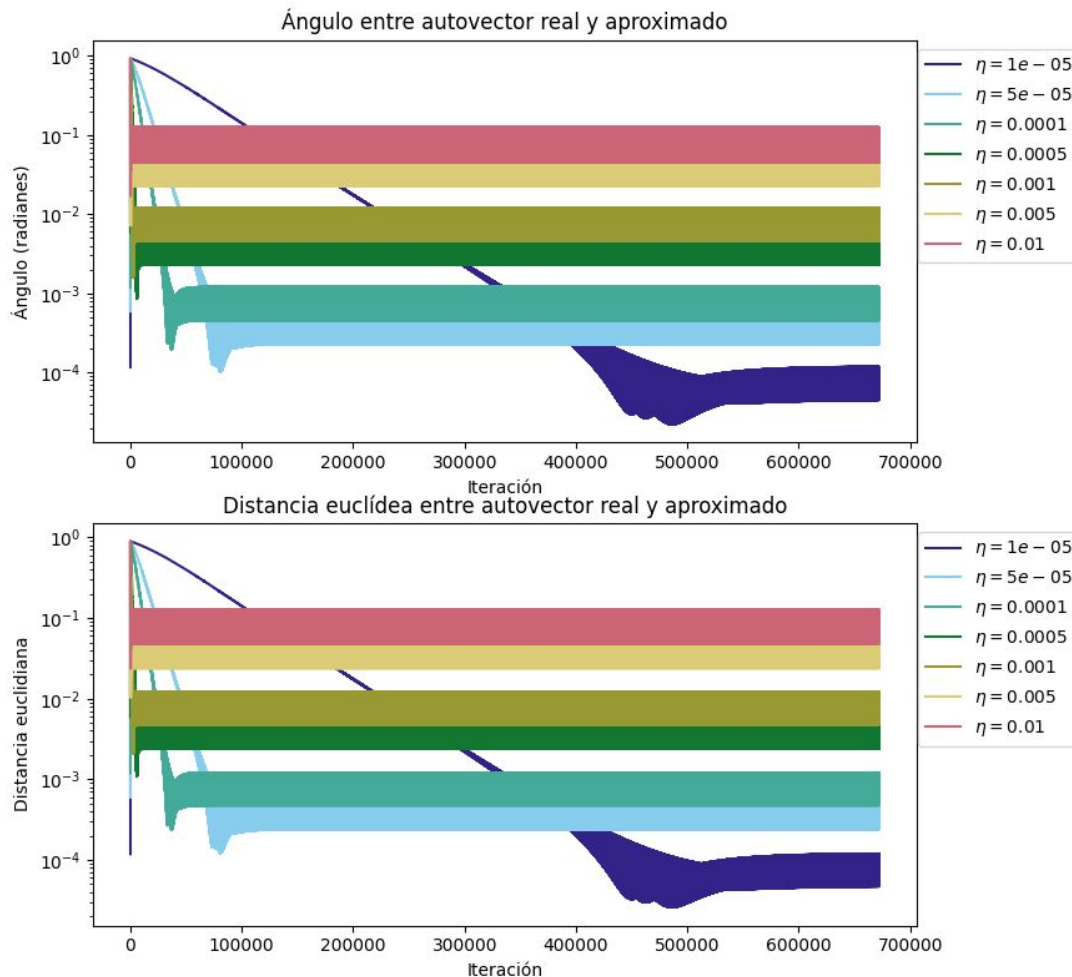 Ángulo entre autovector real y aproximado
10⁰
10⁻¹
10⁻²
10⁻³
10⁻⁴
Ángulo (radianes)
0 100000 200000 300000 400000 500000 600000 700000
Iteración
η = 1e − 05
η = 5e − 05
η = 0.0001
η = 0.0005
η = 0.001
η = 0.005
η = 0.01
Distancia euclídea entre autovector real y aproximado
10⁰
10⁻¹
10⁻²
10⁻³
10⁻⁴
Distancia euclidiana
0 100000 200000 300000 400000 500000 600000 700000
Iteración
η = 1e − 05
η = 5e − 05
η = 0.0001
η = 0.0005
η = 0.001
η = 0.005
η = 0.01